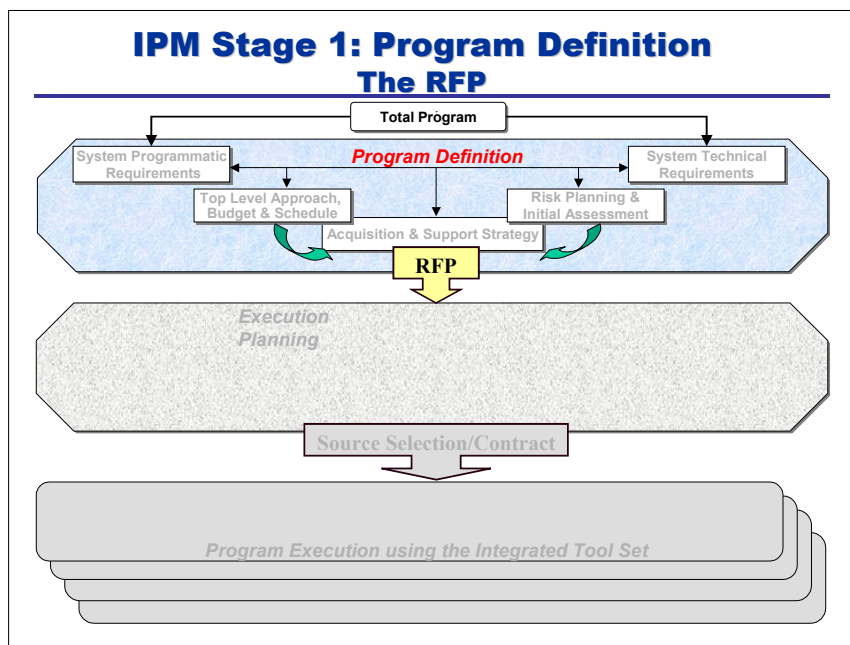 IPM Stage 1: Program Definition
The RFP
Total Program
Program Definition
System Programmatic
Requirements
System Technical
Requirements
Top Level Approach,
Budget & Schedule
Risk Planning &
Initial Assessment
Acquisition & Support Strategy
RFP
Execution
Planning
Source Selection/Contract
Program Execution using the Integrated Tool Set